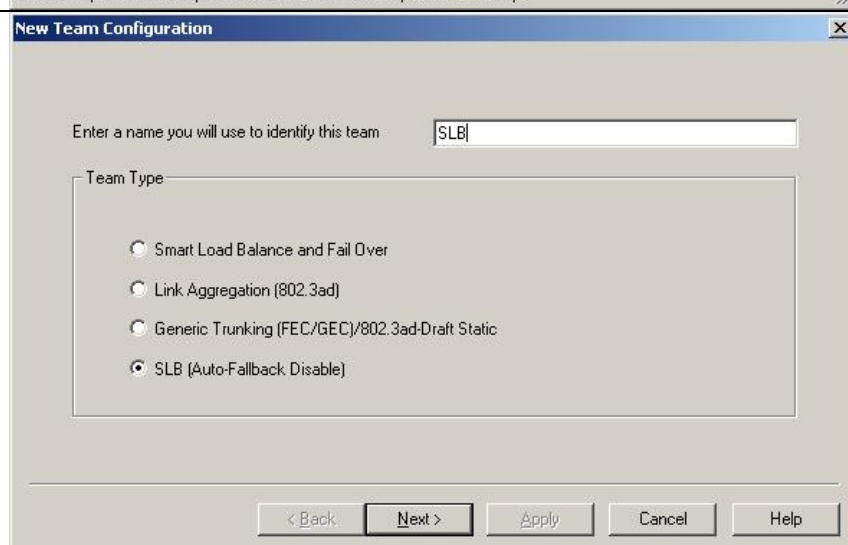 New Team Configuration
Enter a name you will use to identify this team SLB
Team Type
Smart Load Balance and Fail Over
Link Aggregation (802.3ad)
Generic Trunking (FEC/GEC)/802.3ad-Draft Static
SLB (Auto-Fallback Disable)
< Back Next > Apply Cancel Help